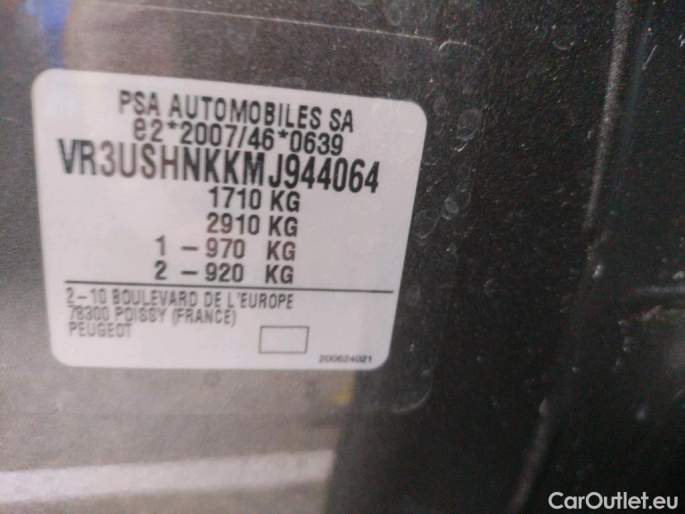 PSA AUTOMOBILES SA
e2*2007/46*0639
VR3USHNKKMJ944064
1710 KG
2910 KG
1 – 970 KG
2 – 920 KG
2–10 BOULEVARD DE L'EUROPE
78300 POISSY (FRANCE)
PEUGEOT
200624021
CarOutlet.eu